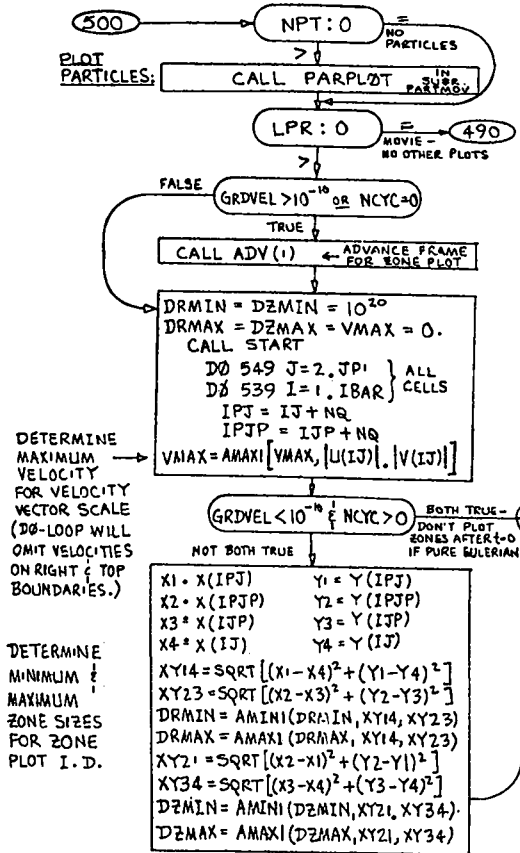 500
NPT: 0
=
NO
PARTICLES
>
PLOT
PARTICLES:
CALL PARPLOT
IN
SUBR.
PARTMOV
LPR: 0
=
490
MOVIE -
NO OTHER PLOTS
>
FALSE
GRDVEL > 10⁻¹⁰ OR NCYC=0
TRUE
CALL ADV(1)
← ADVANCE FRAME
FOR ZONE PLOT
DRMIN = DZMIN = 10²⁰
DRMAX = DZMAX = VMAX = 0.
CALL START
DØ 549 J=2, JP1
DØ 539 I=1, IBAR
} ALL
CELLS
IPJ = IJ + NQ
IPJP = IJP + NQ
VMAX = AMAX1[VMAX, |U(IJ)|, |V(IJ)|]
DETERMINE
MAXIMUM
VELOCITY
FOR VELOCITY
VECTOR SCALE
(DØ-LOOP WILL
OMIT VELOCITIES
ON RIGHT & TOP
BOUNDARIES.)
GRDVEL < 10⁻¹⁰ & NCYC > 0
BOTH TRUE -
DON'T PLOT
ZONES AFTER t=0
IF PURE EULERIAN
NOT BOTH TRUE
X1 = X(IPJ) Y1 = Y(IPJ)
X2 = X(IPJP) Y2 = Y(IPJP)
X3 = X(IJP) Y3 = Y(IJP)
X4 = X(IJ) Y4 = Y(IJ)
XY14 = SQRT[(X1-X4)² + (Y1-Y4)²]
XY23 = SQRT[(X2-X3)² + (Y2-Y3)²]
DRMIN = AMIN1(DRMIN, XY14, XY23)
DRMAX = AMAX1(DRMAX, XY14, XY23)
XY21 = SQRT[(X2-X1)² + (Y2-Y1)²]
XY34 = SQRT[(X3-X4)² + (Y3-Y4)²]
DZMIN = AMIN1(DZMIN, XY21, XY34).
DZMAX = AMAX1(DZMAX, XY21, XY34)
DETERMINE
MINIMUM &
MAXIMUM
ZONE SIZES
FOR ZONE
PLOT I.D.